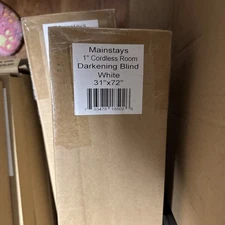 Mainstays
1" Cordless Room
Darkening Blind
White
31"x72"